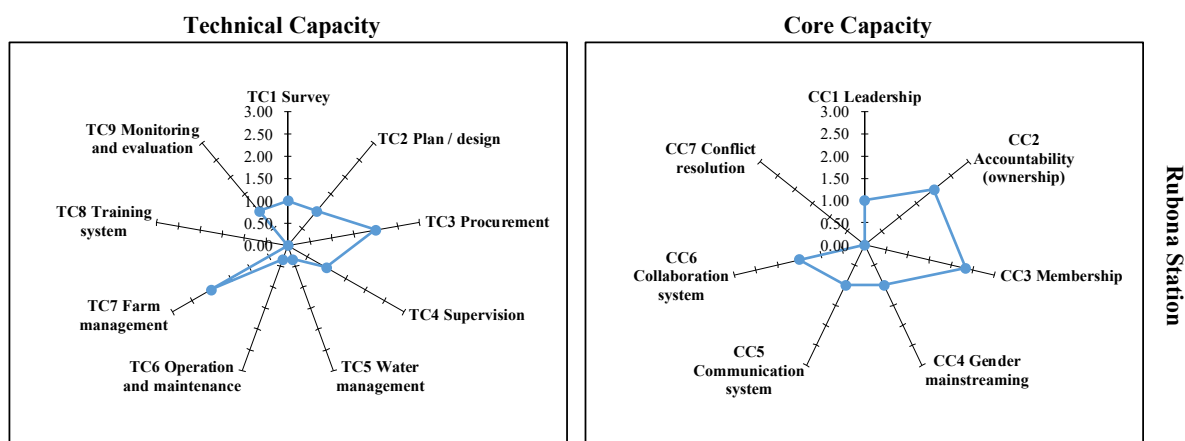 Technical Capacity
TC1 Survey
3.00
2.50
2.00
1.50
1.00
0.50
0.00
TC2 Plan / design
TC3 Procurement
TC4 Supervision
TC5 Water
management
TC6 Operation
and maintenance
TC7 Farm
management
TC8 Training
system
TC9 Monitoring
and evaluation
Core Capacity
CC1 Leadership
3.00
2.50
2.00
1.50
1.00
0.50
0.00
CC2
Accountability
(ownership)
CC3 Membership
CC4 Gender
mainstreaming
CC5
Communication
system
CC6
Collaboration
system
CC7 Conflict
resolution
Rubona Station